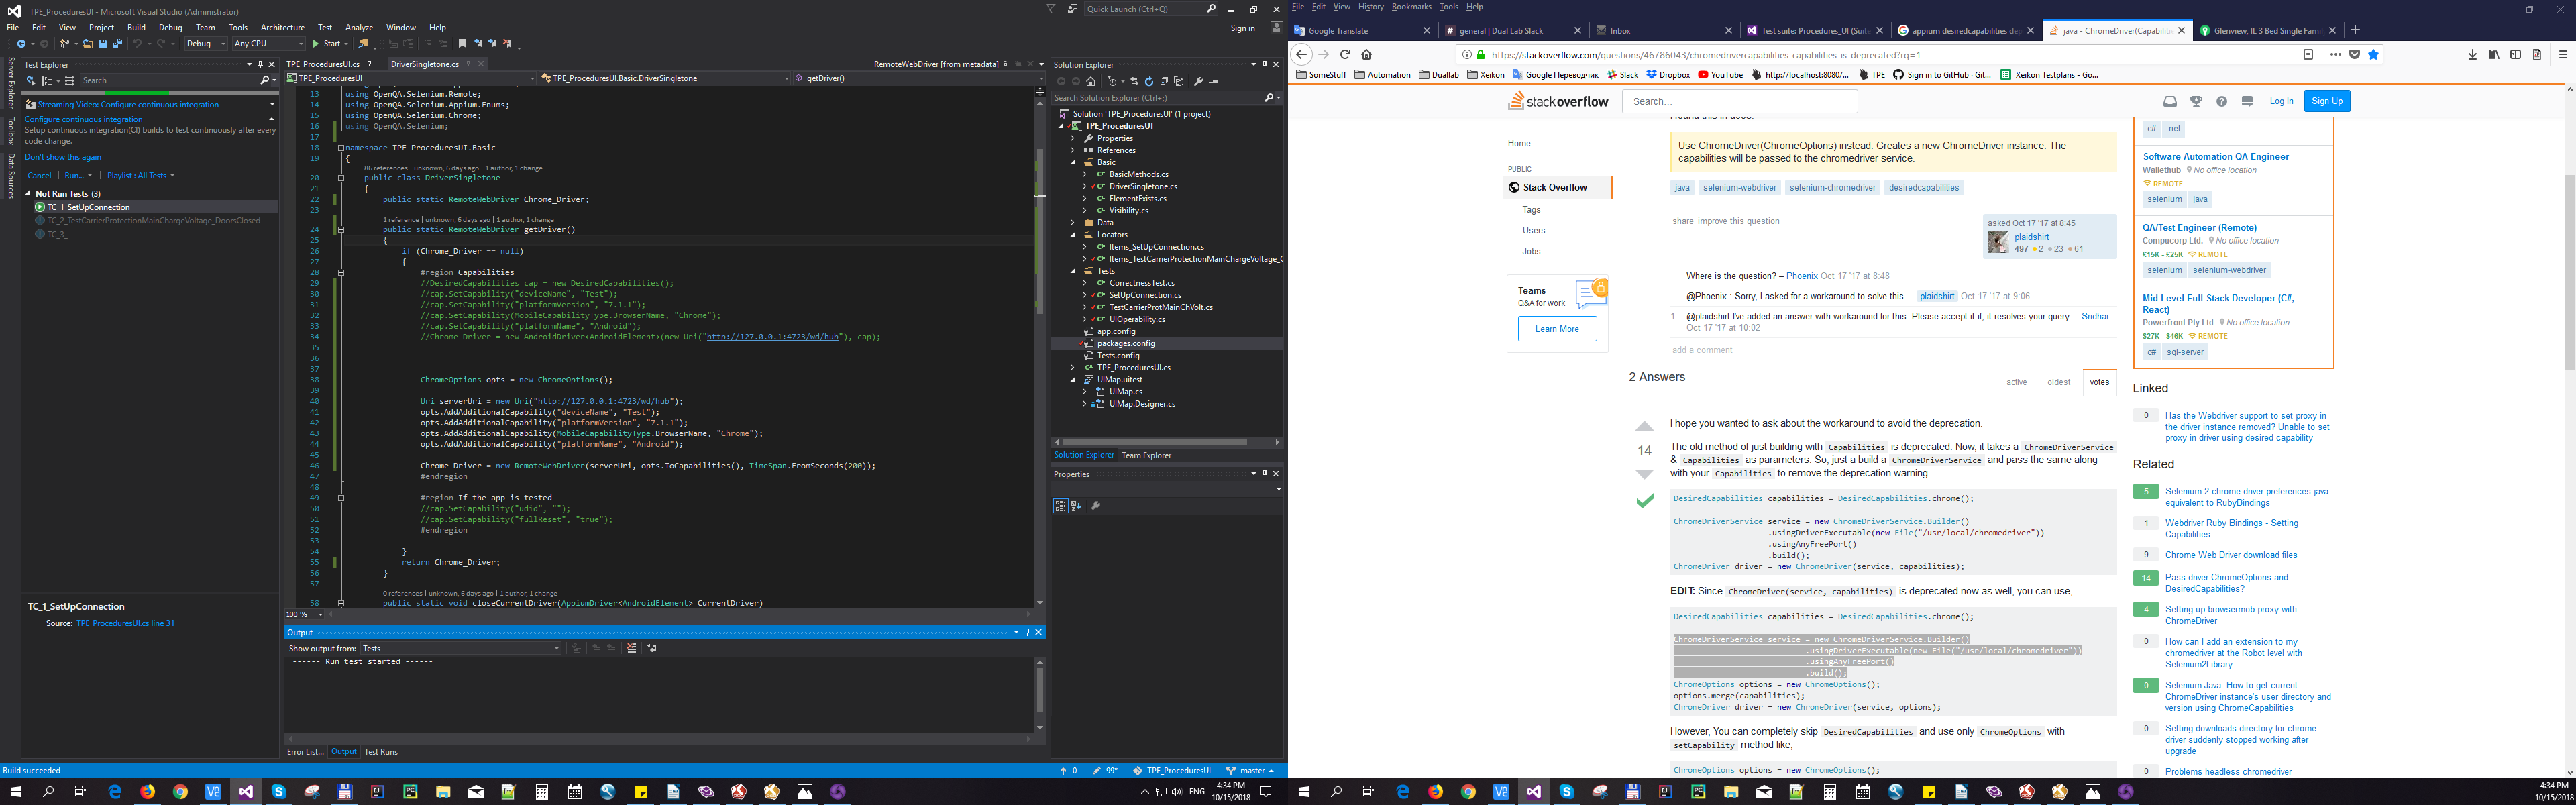 TPE_ProceduresUI - Microsoft Visual Studio (Administrator)
Quick Launch (Ctrl+Q)
File Edit View Project Build Debug Team Tools Architecture Test Analyze Window Help
Sign in
Debug Any CPU Start
Server Explorer
Toolbox
Data Sources
Test Explorer
Search
Streaming Video: Configure continuous integration
Configure continuous integration
Setup continuous integration(CI) builds to test continuously after every
code change.
Don't show this again
Cancel | Run... | Playlist : All Tests
Not Run Tests (3)
TC_1_SetUpConnection
TC_2_TestCarrierProtectionMainChargeVoltage_DoorsClosed
TC_3_
TC_1_SetUpConnection
Source: TPE_ProceduresUI.cs line 31
TPE_ProceduresUI.cs DriverSingletone.cs RemoteWebDriver [from metadata]
TPE_ProceduresUI TPE_ProceduresUI.Basic.DriverSingletone getDriver()
13 using OpenQA.Selenium.Remote;
14 using OpenQA.Selenium.Appium.Enums;
15 using OpenQA.Selenium.Chrome;
16 using OpenQA.Selenium;
17
18 namespace TPE_ProceduresUI.Basic
19 {
86 references | unknown, 6 days ago | 1 author, 1 change
20 public class DriverSingletone
21 {
22 public static RemoteWebDriver Chrome_Driver;
23
1 reference | unknown, 6 days ago | 1 author, 1 change
24 public static RemoteWebDriver getDriver()
25 {
26 if (Chrome_Driver == null)
27 {
28 #region Capabilities
29 //DesiredCapabilities cap = new DesiredCapabilities();
30 //cap.SetCapability("deviceName", "Test");
31 //cap.SetCapability("platformVersion", "7.1.1");
32 //cap.SetCapability(MobileCapabilityType.BrowserName, "Chrome");
33 //cap.SetCapability("platformName", "Android");
34 //Chrome_Driver = new AndroidDriver<AndroidElement>(new Uri("http://127.0.0.1:4723/wd/hub"), cap);
35
36
37
38 ChromeOptions opts = new ChromeOptions();
39
40 Uri serverUri = new Uri("http://127.0.0.1:4723/wd/hub");
41 opts.AddAdditionalCapability("deviceName", "Test");
42 opts.AddAdditionalCapability("platformVersion", "7.1.1");
43 opts.AddAdditionalCapability(MobileCapabilityType.BrowserName, "Chrome");
44 opts.AddAdditionalCapability("platformName", "Android");
45
46 Chrome_Driver = new RemoteWebDriver(serverUri, opts.ToCapabilities(), TimeSpan.FromSeconds(200));
47 #endregion
48
49 #region If the app is tested
50 //cap.SetCapability("udid", "");
51 //cap.SetCapability("fullReset", "true");
52 #endregion
53
54 }
55 return Chrome_Driver;
56 }
57
0 references | unknown, 6 days ago | 1 author, 1 change
58 public static void closeCurrentDriver(AppiumDriver<AndroidElement> CurrentDriver)
100 %
Output
Show output from: Tests
------ Run test started ------
Error List... Output Test Runs
Solution Explorer
Search Solution Explorer (Ctrl+;)
Solution 'TPE_ProceduresUI' (1 project)
TPE_ProceduresUI
Properties
References
Basic
BasicMethods.cs
DriverSingletone.cs
ElementExists.cs
Visibility.cs
Data
Locators
Items_SetUpConnection.cs
Items_TestCarrierProtectionMainChargeVoltage_C
Tests
CorrectnessTest.cs
SetUpConnection.cs
TestCarrierProtMainChVolt.cs
UIOperability.cs
app.config
packages.config
Tests.config
TPE_ProceduresUI.cs
UIMap.uitest
UIMap.cs
UIMap.Designer.cs
Solution Explorer Team Explorer
Properties
Build succeeded
0 99* TPE_ProceduresUI master
ENG 4:34 PM
10/15/2018
File Edit View History Bookmarks Tools Help
Google Translate
general | Dual Lab Slack
Inbox
Test suite: Procedures_UI (Suite
appium desiredcapabilities dep
java - ChromeDriver(Capabiliti
Glenview, IL 3 Bed Single Famil
https://stackoverflow.com/questions/46786043/chromedrivercapabilities-capabilities-is-deprecated?rq=1
SomeStuff Automation Duallab Xeikon Google Переводчик Slack Dropbox YouTube http://localhost:8080/... TPE Sign in to GitHub · Git... Xeikon Testplans - Go...
stackoverflow
Search...
Log In Sign Up
Home
PUBLIC
Stack Overflow
Tags
Users
Jobs
Teams
Q&A for work
Learn More
I found this in docs:
Use ChromeDriver(ChromeOptions) instead. Creates a new ChromeDriver instance. The
capabilities will be passed to the chromedriver service.
java selenium-webdriver selenium-chromedriver desiredcapabilities
share improve this question
asked Oct 17 '17 at 8:45
plaidshirt
497 2 23 61
Where is the question? – Phoenix Oct 17 '17 at 8:48
@Phoenix : Sorry, I asked for a workaround to solve this. – plaidshirt Oct 17 '17 at 9:06
1 @plaidshirt I've added an answer with workaround for this. Please accept it if, it resolves your query. – Sridhar
Oct 17 '17 at 10:02
add a comment
2 Answers
active oldest votes
14
I hope you wanted to ask about the workaround to avoid the deprecation.
The old method of just building with Capabilities is deprecated. Now, it takes a ChromeDriverService
& Capabilities as parameters. So, just a build a ChromeDriverService and pass the same along
with your Capabilities to remove the deprecation warning.
DesiredCapabilities capabilities = DesiredCapabilities.chrome();
ChromeDriverService service = new ChromeDriverService.Builder()
.usingDriverExecutable(new File("/usr/local/chromedriver"))
.usingAnyFreePort()
.build();
ChromeDriver driver = new ChromeDriver(service, capabilities);
EDIT: Since ChromeDriver(service, capabilities) is deprecated now as well, you can use,
DesiredCapabilities capabilities = DesiredCapabilities.chrome();
ChromeDriverService service = new ChromeDriverService.Builder()
.usingDriverExecutable(new File("/usr/local/chromedriver"))
.usingAnyFreePort()
.build();
ChromeOptions options = new ChromeOptions();
options.merge(capabilities);
ChromeDriver driver = new ChromeDriver(service, options);
However, You can completely skip DesiredCapabilities and use only ChromeOptions with
setCapability method like,
ChromeOptions options = new ChromeOptions();
c# .net
Software Automation QA Engineer
Wallethub No office location
REMOTE
selenium java
QA/Test Engineer (Remote)
Compucorp Ltd. No office location
£15K - £25K REMOTE
selenium selenium-webdriver
Mid Level Full Stack Developer (C#,
React)
Powerfront Pty Ltd No office location
$27K - $46K REMOTE
c# sql-server
Linked
0 Has the Webdriver support to set proxy in
the driver instance removed? Unable to set
proxy in driver using desired capability
Related
5 Selenium 2 chrome driver preferences java
equivalent to RubyBindings
1 Webdriver Ruby Bindings - Setting
Capabilities
9 Chrome Web Driver download files
14 Pass driver ChromeOptions and
DesiredCapabilities?
4 Setting up browsermob proxy with
ChromeDriver
0 How can I add an extension to my
chromedriver at the Robot level with
Selenium2Library
0 Selenium Java: How to get current
ChromeDriver instance's user directory and
version using ChromeCapabilities
0 Setting downloads directory for chrome
driver suddenly stopped working after
upgrade
0 Problems headless chromedriver
4:34 PM
10/15/2018